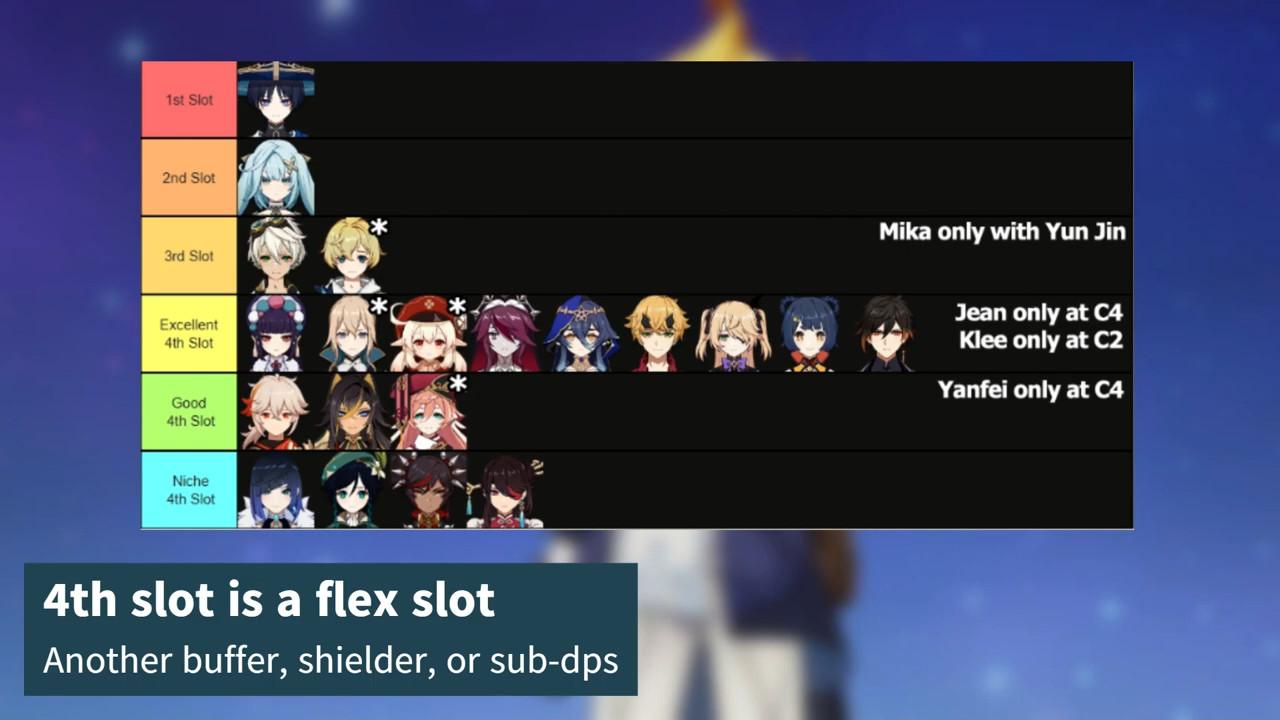 1st Slot
2nd Slot
3rd Slot
*
Mika only with Yun Jin
Excellent
4th Slot
* *
Jean only at C4
Klee only at C2
Good
4th Slot
*
Yanfei only at C4
Niche
4th Slot
4th slot is a flex slot
Another buffer, shielder, or sub-dps